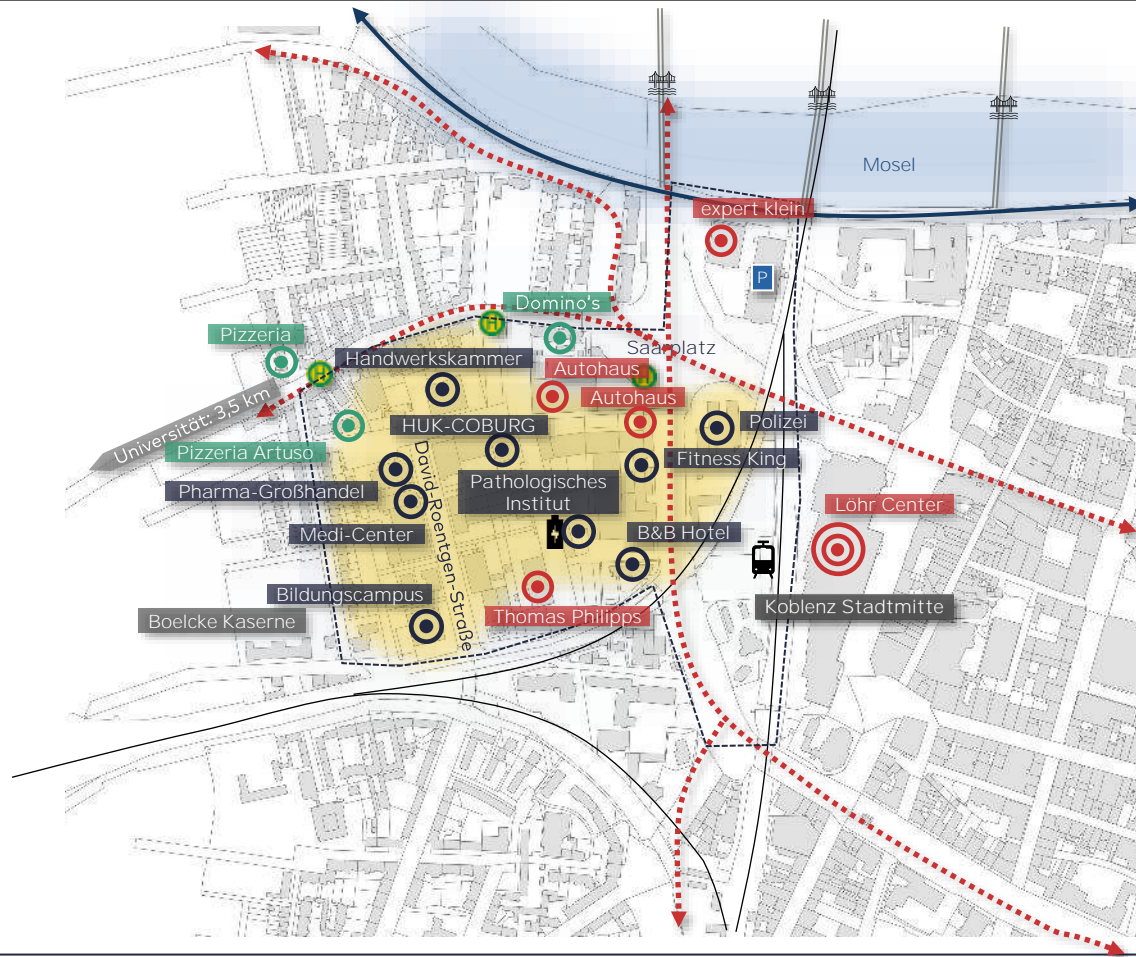 Mosel
expert klein
P
Domino's
H
Pizzeria
Saarplatz
Handwerkskammer
Autohaus
H
H
Autohaus
Universität: 3,5 km
HUK-COBURG
Polizei
Pizzeria Artuso
David-Roentgen-Straße
Fitness King
Pharma-Großhandel
Pathologisches
Institut
Löhr Center
Medi-Center
B&B Hotel
Bildungscampus
Koblenz Stadtmitte
Boelcke Kaserne
Thomas Philipps